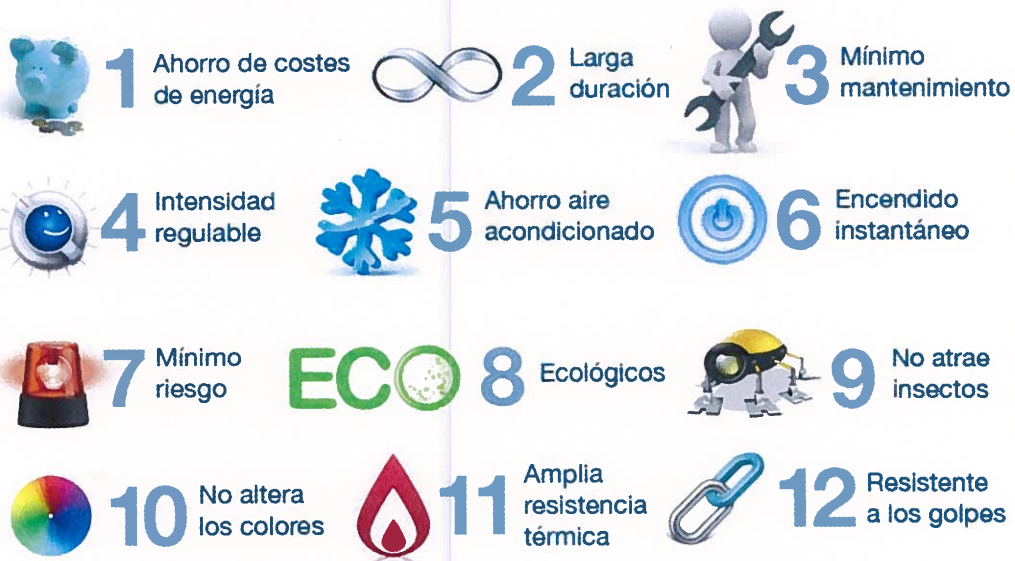 1 Ahorro de costes
de energía
2 Larga
duración
3 Mínimo
mantenimiento
4 Intensidad
regulable
5 Ahorro aire
acondicionado
6 Encendido
instantáneo
7 Mínimo
riesgo
ECO
8 Ecológicos
9 No atrae
insectos
10 No altera
los colores
11 Amplia
resistencia
térmica
12 Resistente
a los golpes